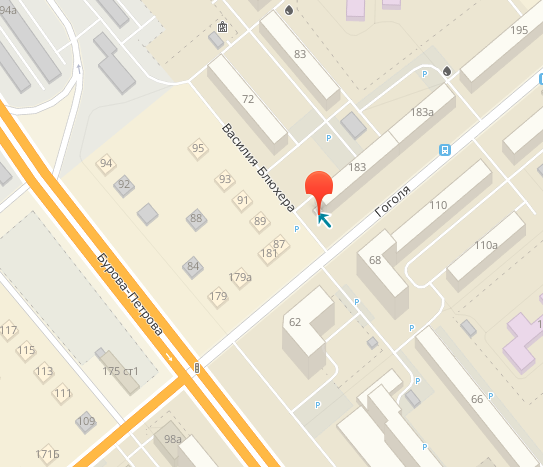 94а
83
195
72
183а
Василия Блюхера
95
183
94
92
93
91
Гоголя
110
88
89
87
181
110а
84
179а
68
179
Бурова-Петрова
62
117
115
113
175 ст1
111
109
66
98а
171Б
P
P
P
P
P
P
P
P